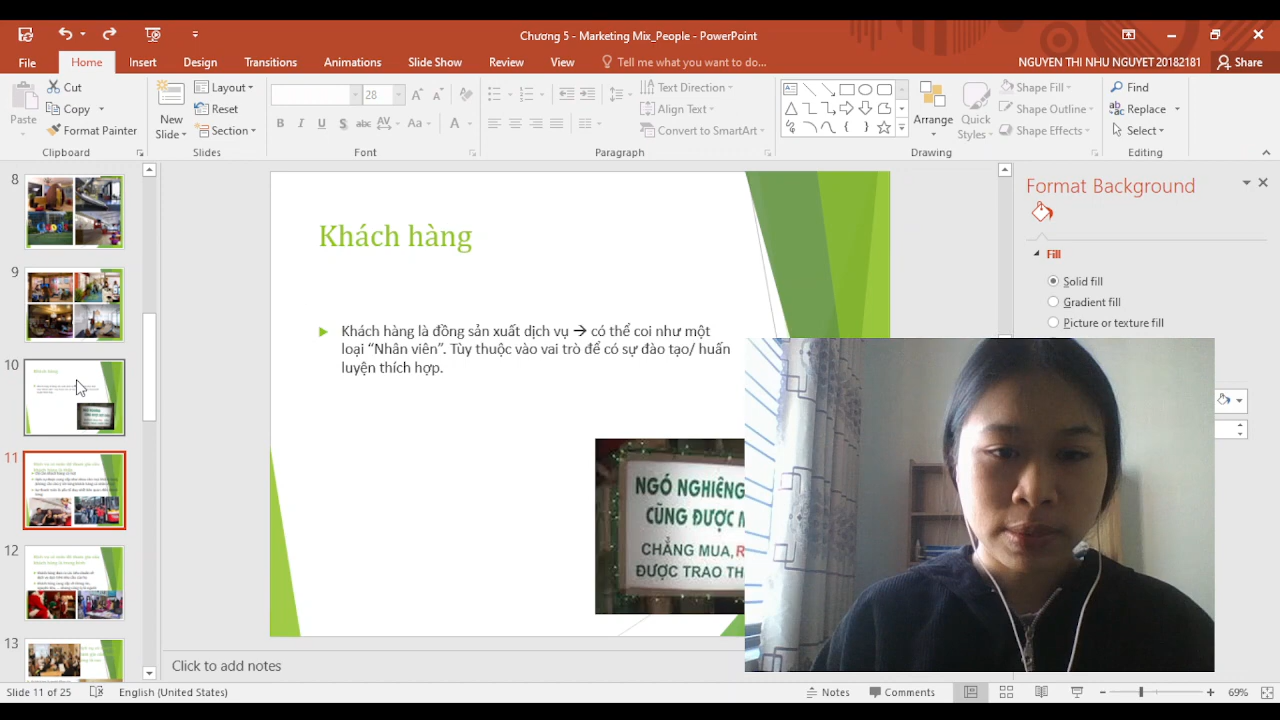 Chương 5 - Marketing Mix_People - PowerPoint
File Home Insert Design Transitions Animations Slide Show Review View Tell me what you want to do... NGUYEN THI NHU NGUYET 20182181 Share
Paste
Cut
Copy
Format Painter
Clipboard
New
Slide
Layout
Reset
Section
Slides
28
B I U S abc AV Aa A
Font
Text Direction
Align Text
Convert to SmartArt
Paragraph
Arrange
Quick
Styles
Shape Fill
Shape Outline
Shape Effects
Drawing
Find
Replace
Select
Editing
8
9
10
Khách hàng
11
12
13
Khách hàng
Khách hàng là đồng sản xuất dịch vụ → có thể coi như một
loại “Nhân viên”. Tùy thuộc vào vai trò để có sự đào tạo/ huấn
luyện thích hợp.
NGÓ NGHIÊNG
CŨNG ĐƯỢC
CHẲNG MUA,
ĐƯỢC TRAO
Format Background
Fill
Solid fill
Gradient fill
Picture or texture fill
Click to add notes
Slide 11 of 25 English (United States) Notes Comments 69%